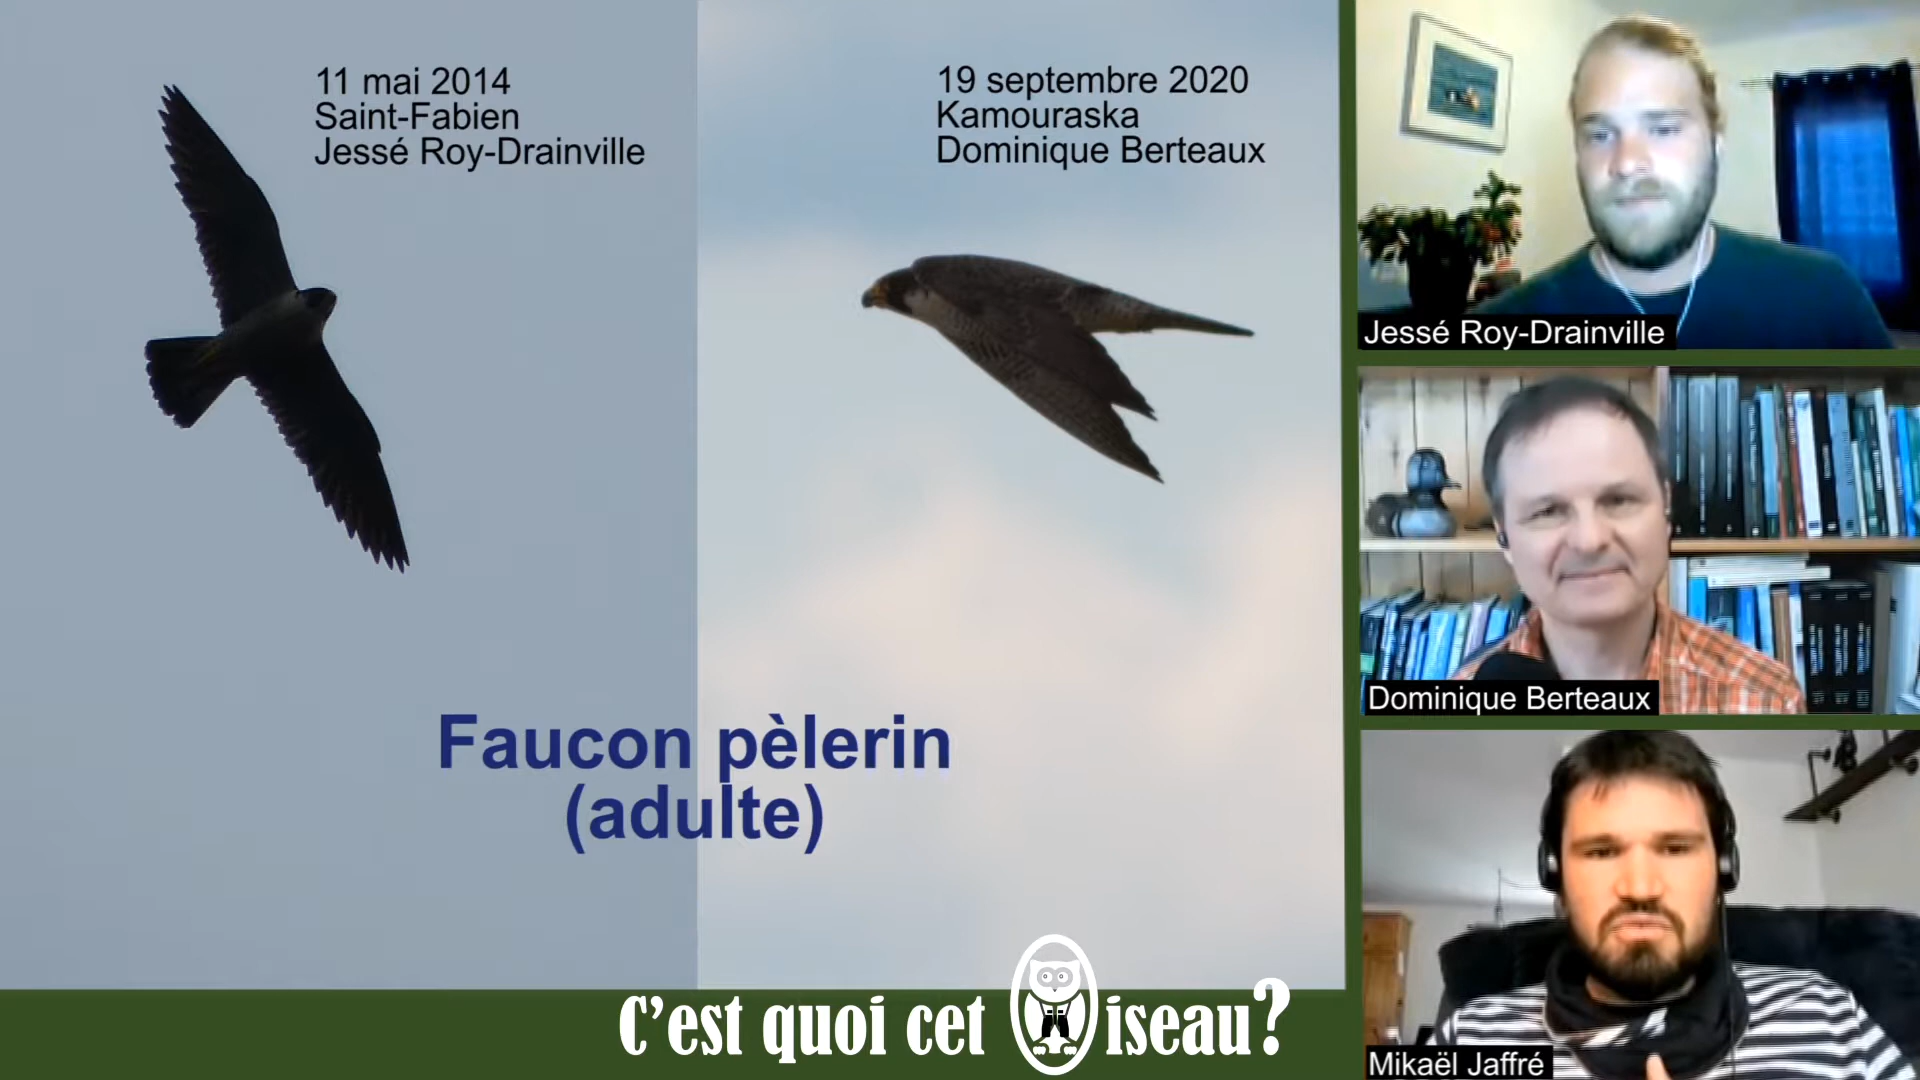 11 mai 2014
Saint-Fabien
Jessé Roy-Drainville
19 septembre 2020
Kamouraska
Dominique Berteaux
Faucon pèlerin
(adulte)
C'est quoi cet Oiseau?
Jessé Roy-Drainville
Dominique Berteaux
Mikaël Jaffré